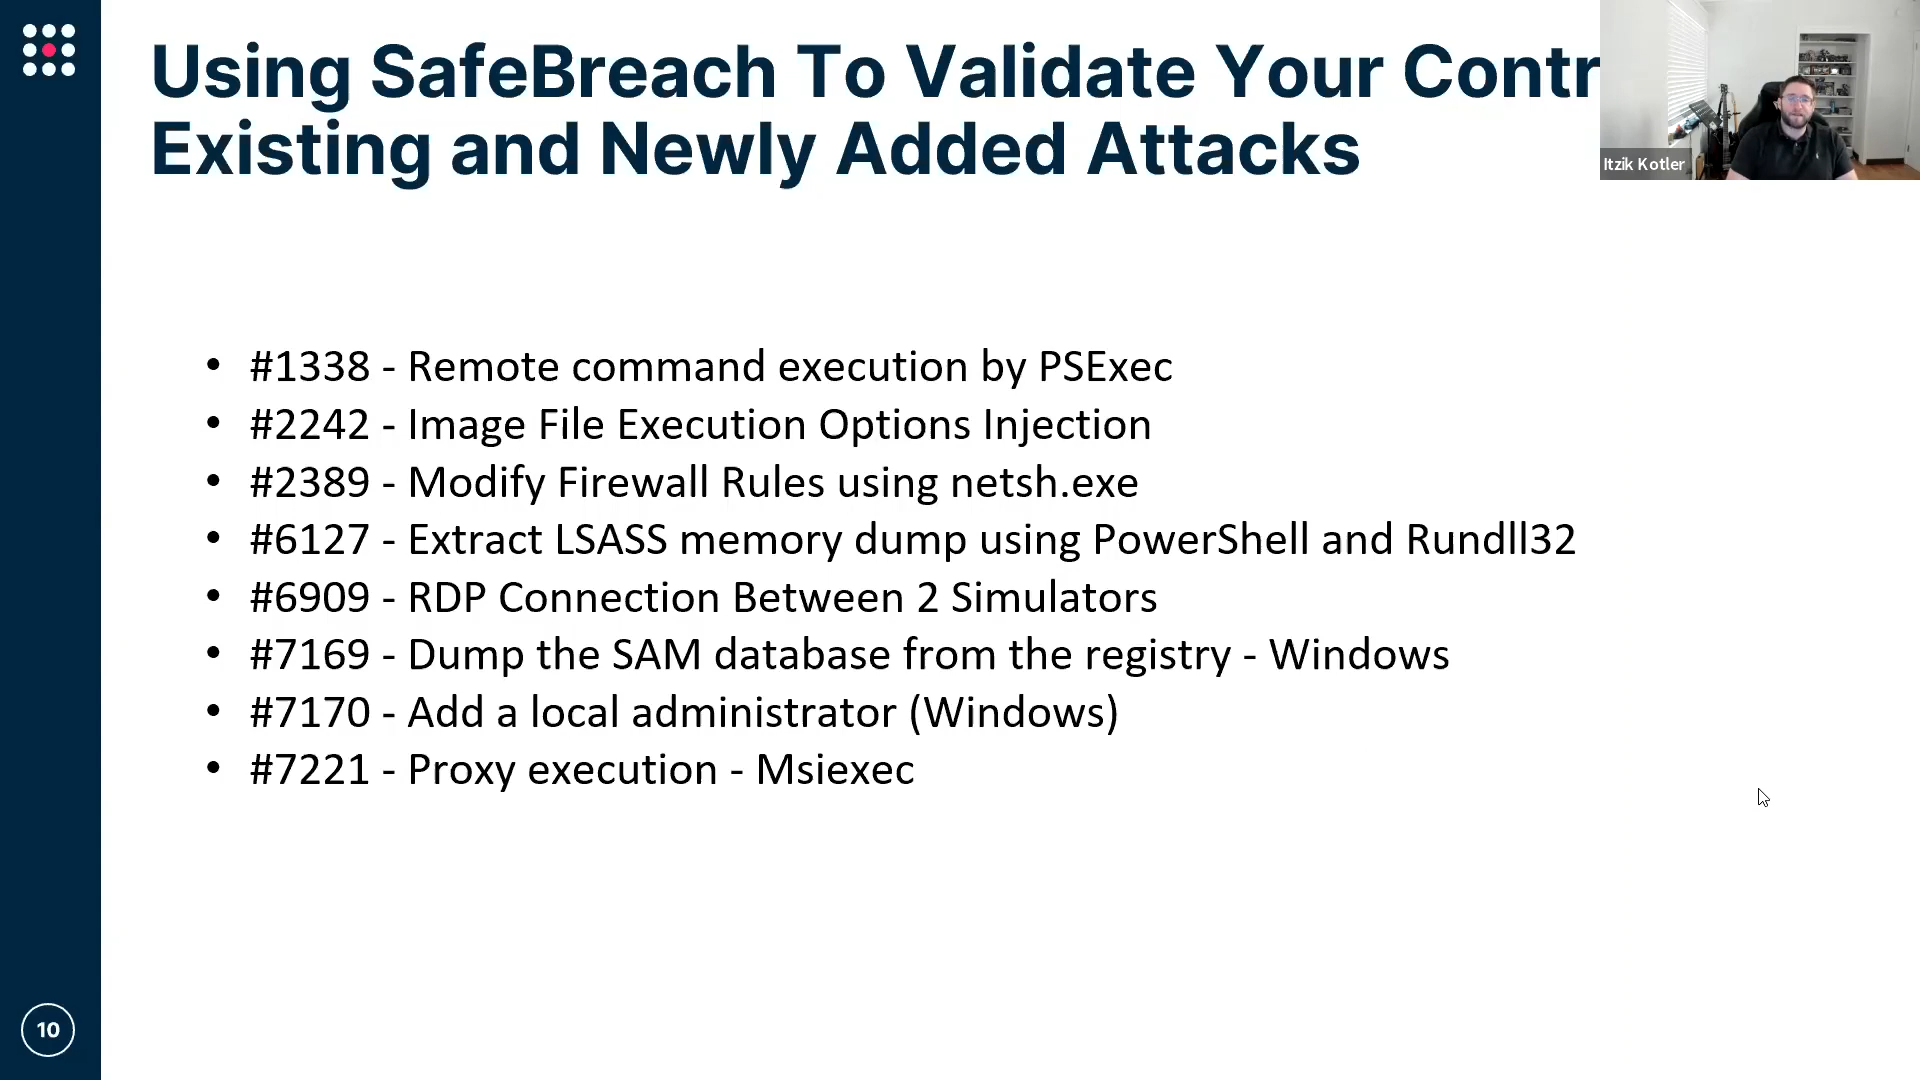 Using SafeBreach To Validate Your Contr
Existing and Newly Added Attacks
Itzik Kotler
• #1338 - Remote command execution by PSExec
• #2242 - Image File Execution Options Injection
• #2389 - Modify Firewall Rules using netsh.exe
• #6127 - Extract LSASS memory dump using PowerShell and Rundll32
• #6909 - RDP Connection Between 2 Simulators
• #7169 - Dump the SAM database from the registry - Windows
• #7170 - Add a local administrator (Windows)
• #7221 - Proxy execution - Msiexec
10